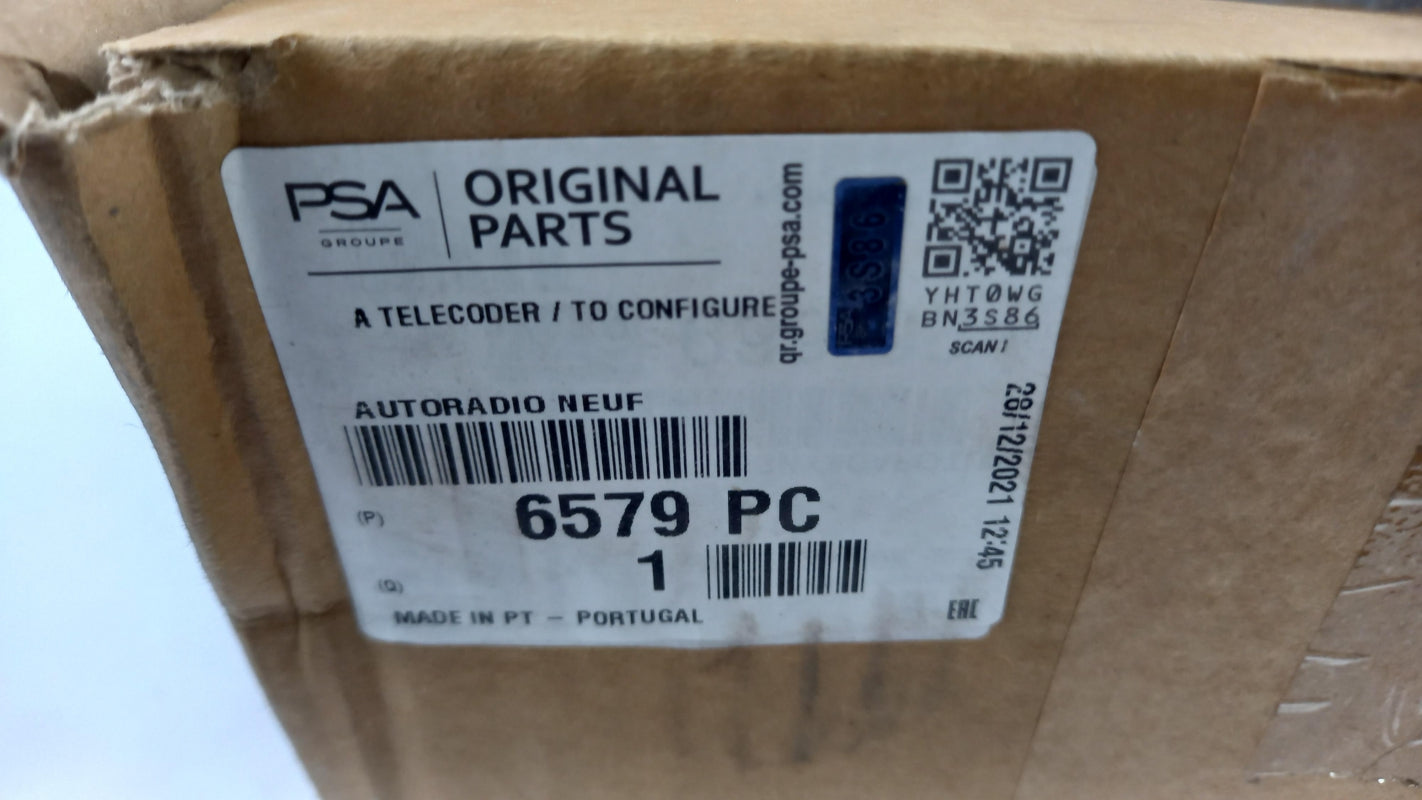 PSA
GROUPE
ORIGINAL
PARTS
qr.groupe-psa.com
3S86
YHT0WG
BN3S86
SCAN!
A TELECODER / TO CONFIGURE
AUTORADIO NEUF
(P)
6579 PC
(Q)
1
28/12/2021 12:45
MADE IN PT - PORTUGAL
EAC